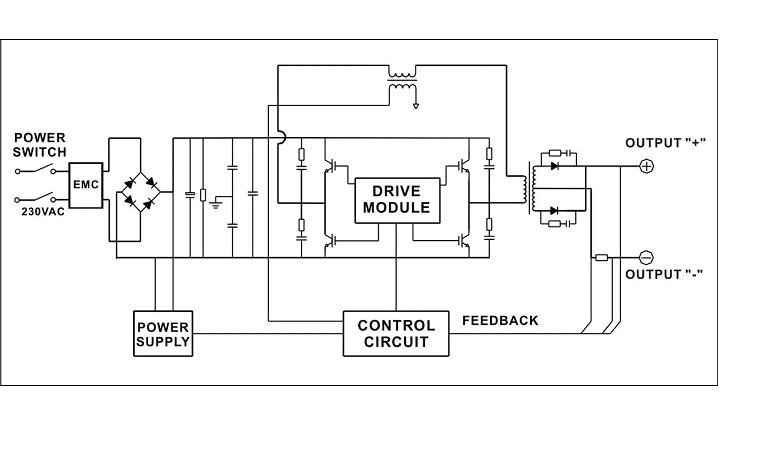 POWER
SWITCH
EMC
230VAC
DRIVE
MODULE
OUTPUT "+"
OUTPUT "-"
POWER
SUPPLY
CONTROL
CIRCUIT
FEEDBACK